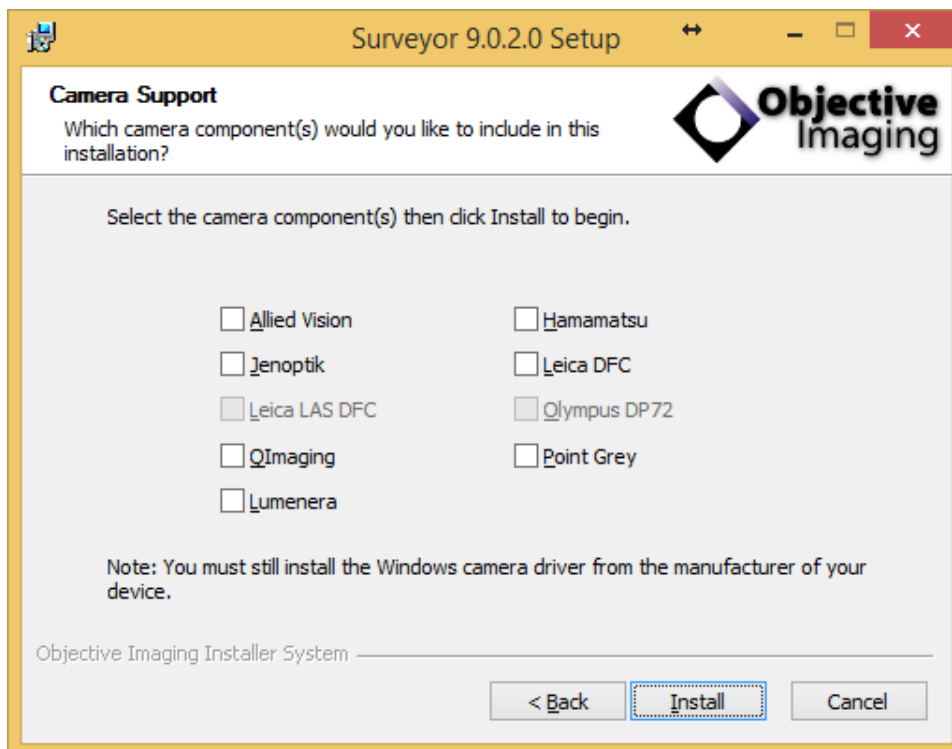 Surveyor 9.0.2.0 Setup
Camera Support
Which camera component(s) would you like to include in this
installation?
Objective
Imaging
Select the camera component(s) then click Install to begin.
Allied Vision
Hamamatsu
Jenoptik
Leica DFC
Leica LAS DFC
Olympus DP72
QImaging
Point Grey
Lumenera
Note: You must still install the Windows camera driver from the manufacturer of your
device.
Objective Imaging Installer System
< Back
Install
Cancel